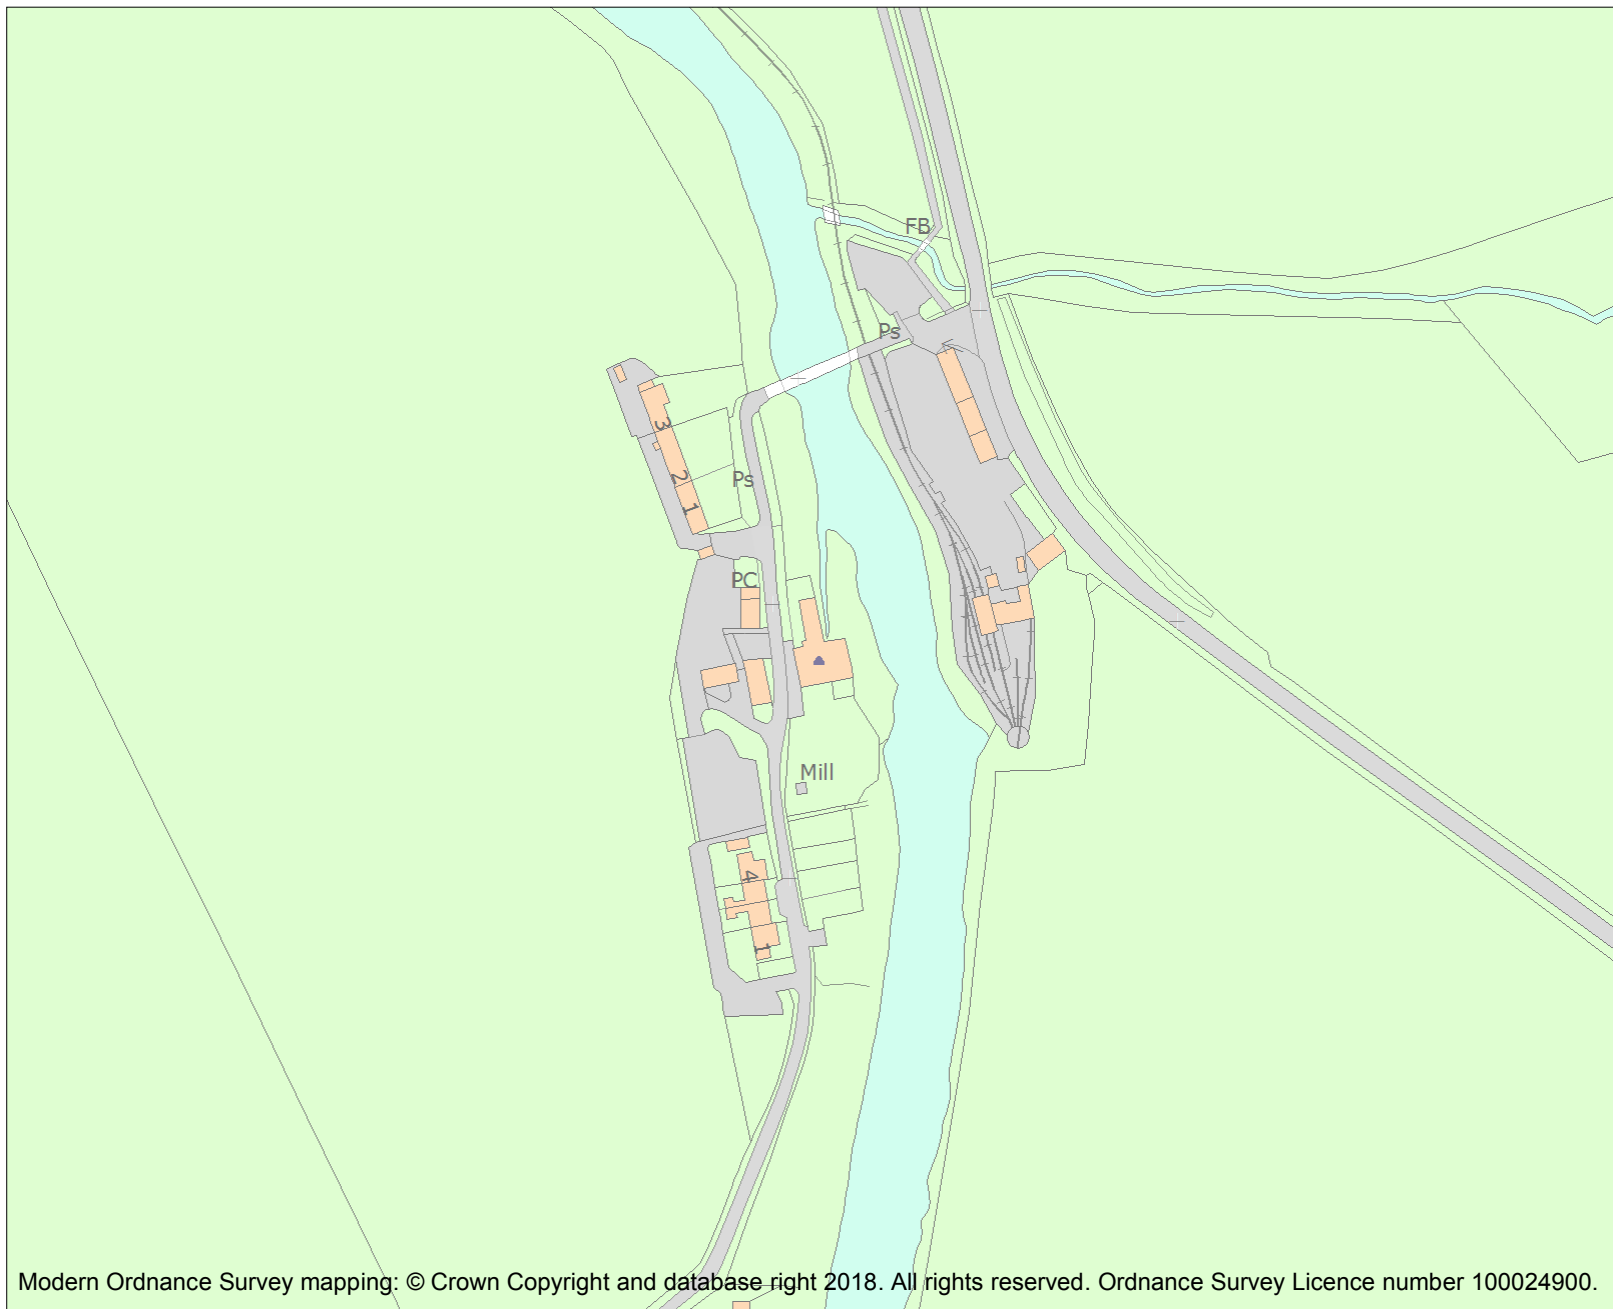 FB
Ps
3
2
1
Ps
PC
Mill
4
1
Modern Ordnance Survey mapping: © Crown Copyright and database right 2018. All rights reserved. Ordnance Survey Licence number 100024900.